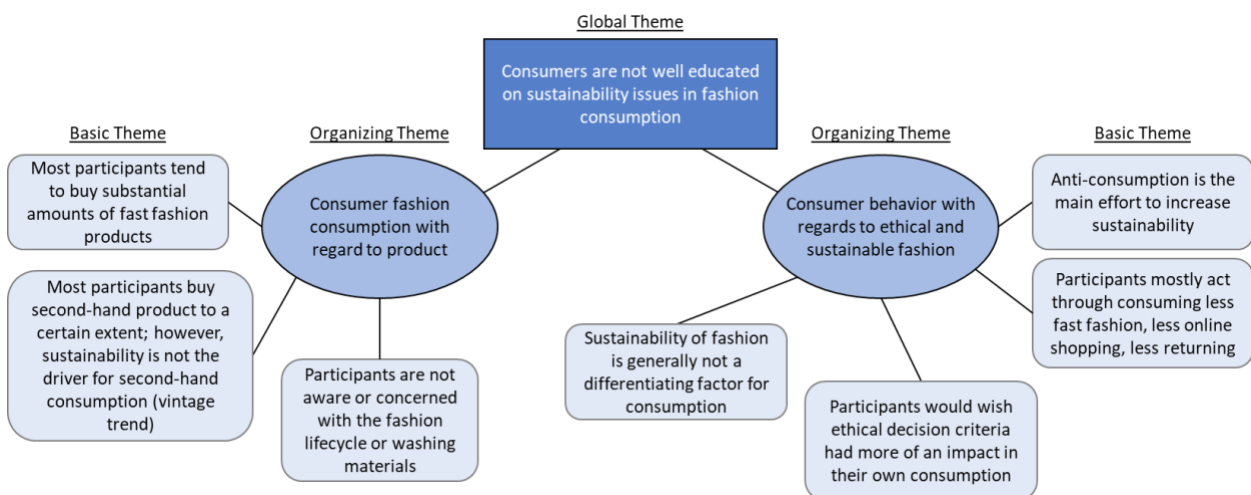 Global Theme
Consumers are not well educated
on sustainability issues in fashion
consumption
Basic Theme
Organizing Theme
Organizing Theme
Basic Theme
Most participants tend
to buy substantial
amounts of fast fashion
products
Consumer fashion
consumption with
regard to product
Consumer behavior with
regards to ethical and
sustainable fashion
Anti-consumption is the
main effort to increase
sustainability
Most participants buy
second-hand product to a
certain extent; however,
sustainability is not the
driver for second-hand
consumption (vintage
trend)
Participants are not
aware or concerned
with the fashion
lifecycle or washing
materials
Sustainability of fashion
is generally not a
differentiating factor for
consumption
Participants would wish
ethical decision criteria
had more of an impact in
their own consumption
Participants mostly act
through consuming less
fast fashion, less online
shopping, less returning